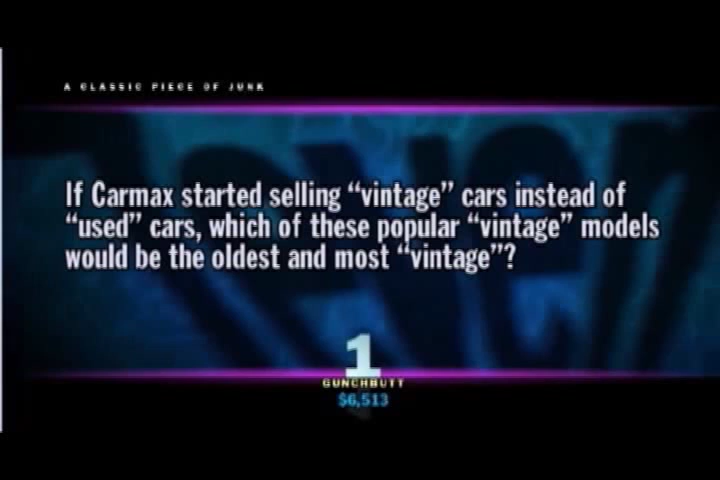 A CLASSIC PIECE OF JUNK
If Carmax started selling “vintage” cars instead of
“used” cars, which of these popular “vintage” models
would be the oldest and most “vintage”?
1
GUNCHBUTT
$6,513